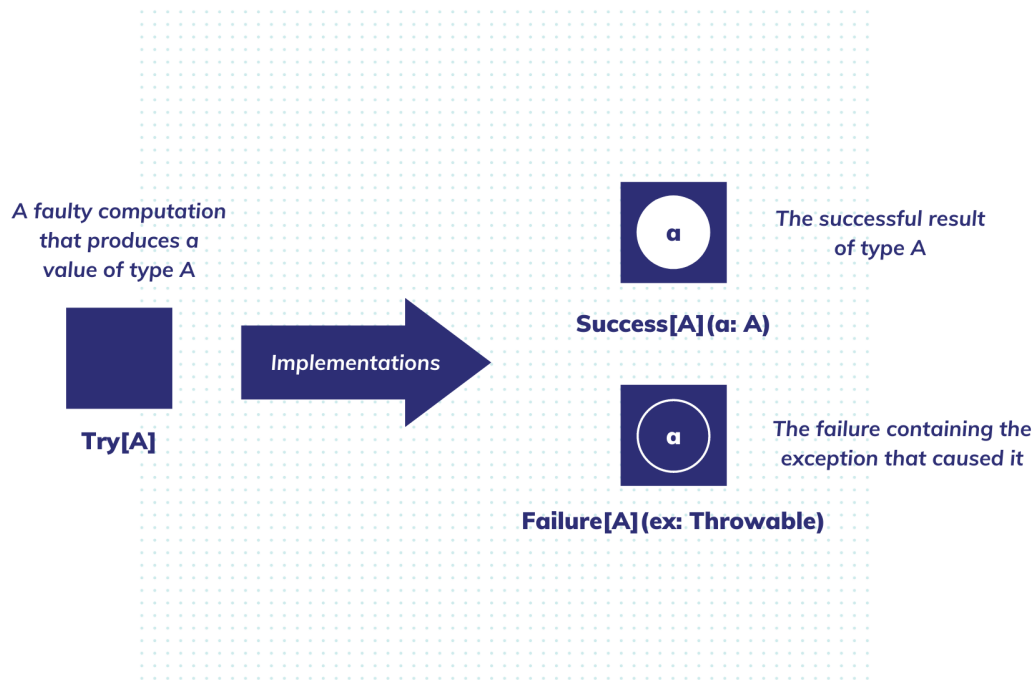 A faulty computation
that produces a
value of type A
Try[A]
Implementations
a
The successful result
of type A
Success[A](a: A)
a
The failure containing the
exception that caused it
Failure[A](ex: Throwable)